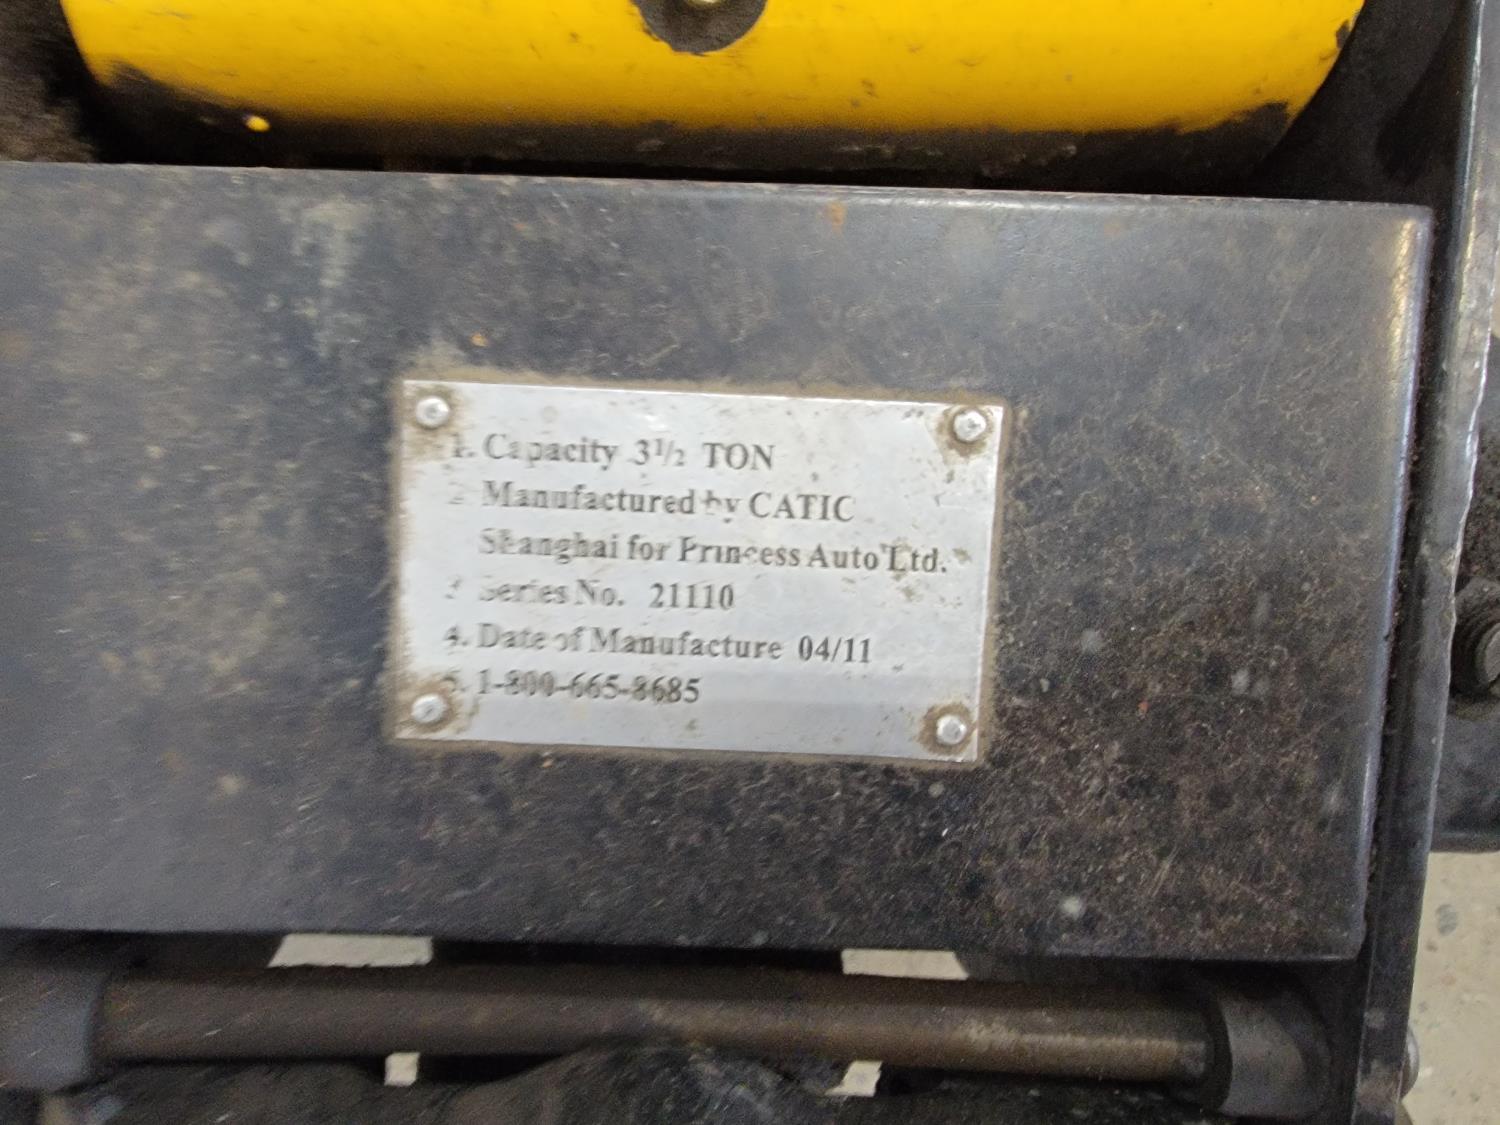 1. Capacity 3½ TON
2 Manufactured by CATIC
Shanghai for Princess Auto Ltd.
3 Series No. 21110
4. Date of Manufacture 04/11
5. 1-800-665-8685